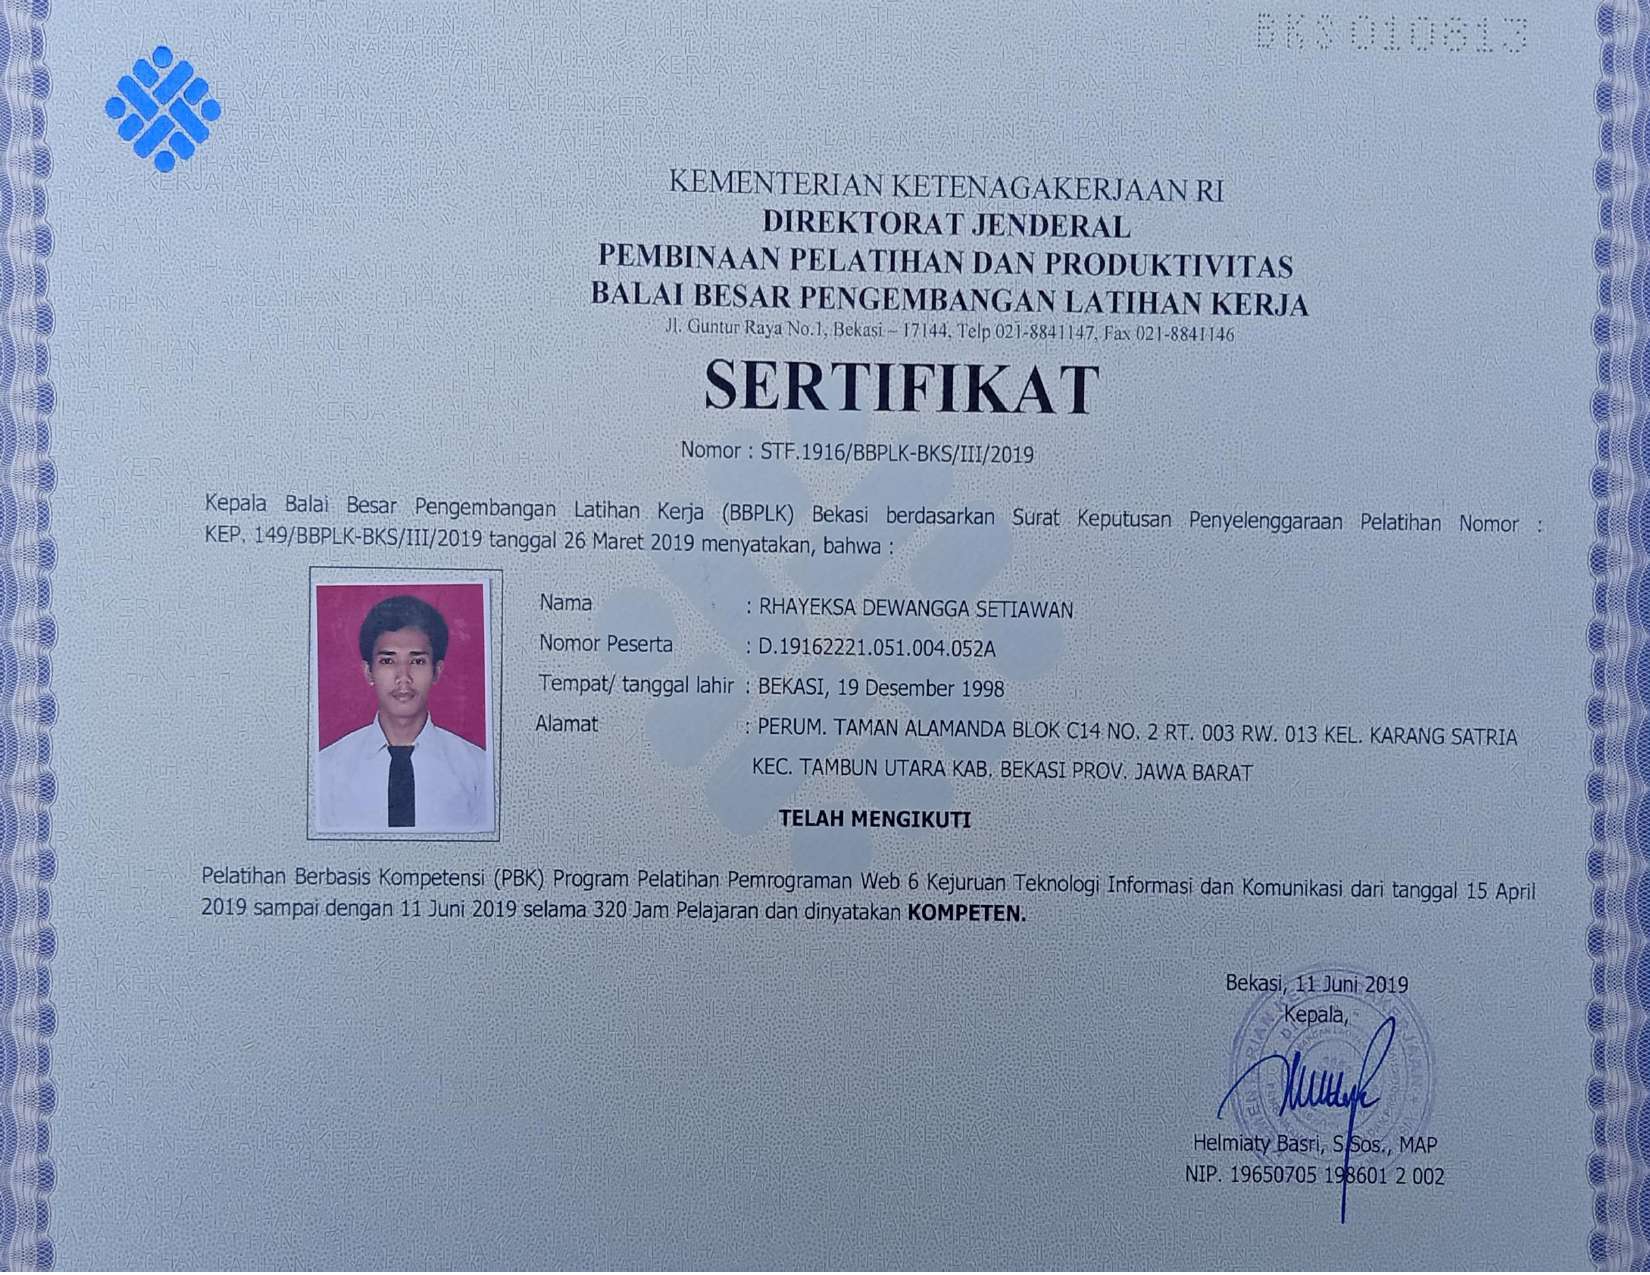 BKS010613
KEMENTERIAN KETENAGAKERJAAN RI
DIREKTORAT JENDERAL
PEMBINAAN PELATIHAN DAN PRODUKTIVITAS
BALAI BESAR PENGEMBANGAN LATIHAN KERJA
Jl. Guntur Raya No.1, Bekasi – 17144, Telp 021-8841147, Fax 021-8841146
SERTIFIKAT
Nomor : STF.1916/BBPLK-BKS/III/2019
Kepala Balai Besar Pengembangan Latihan Kerja (BBPLK) Bekasi berdasarkan Surat Keputusan Penyelenggaraan Pelatihan Nomor :
KEP. 149/BBPLK-BKS/III/2019 tanggal 26 Maret 2019 menyatakan, bahwa :
Nama : RHAYEKSA DEWANGGA SETIAWAN
Nomor Peserta : D.19162221.051.004.052A
Tempat/ tanggal lahir : BEKASI, 19 Desember 1998
Alamat : PERUM. TAMAN ALAMANDA BLOK C14 NO. 2 RT. 003 RW. 013 KEL. KARANG SATRIA
KEC. TAMBUN UTARA KAB. BEKASI PROV. JAWA BARAT
TELAH MENGIKUTI
Pelatihan Berbasis Kompetensi (PBK) Program Pelatihan Pemrograman Web 6 Kejuruan Teknologi Informasi dan Komunikasi dari tanggal 15 April
2019 sampai dengan 11 Juni 2019 selama 320 Jam Pelajaran dan dinyatakan KOMPETEN.
Bekasi, 11 Juni 2019
Kepala,
Helmiaty Basri, S.Sos., MAP
NIP. 19650705 198601 2 002